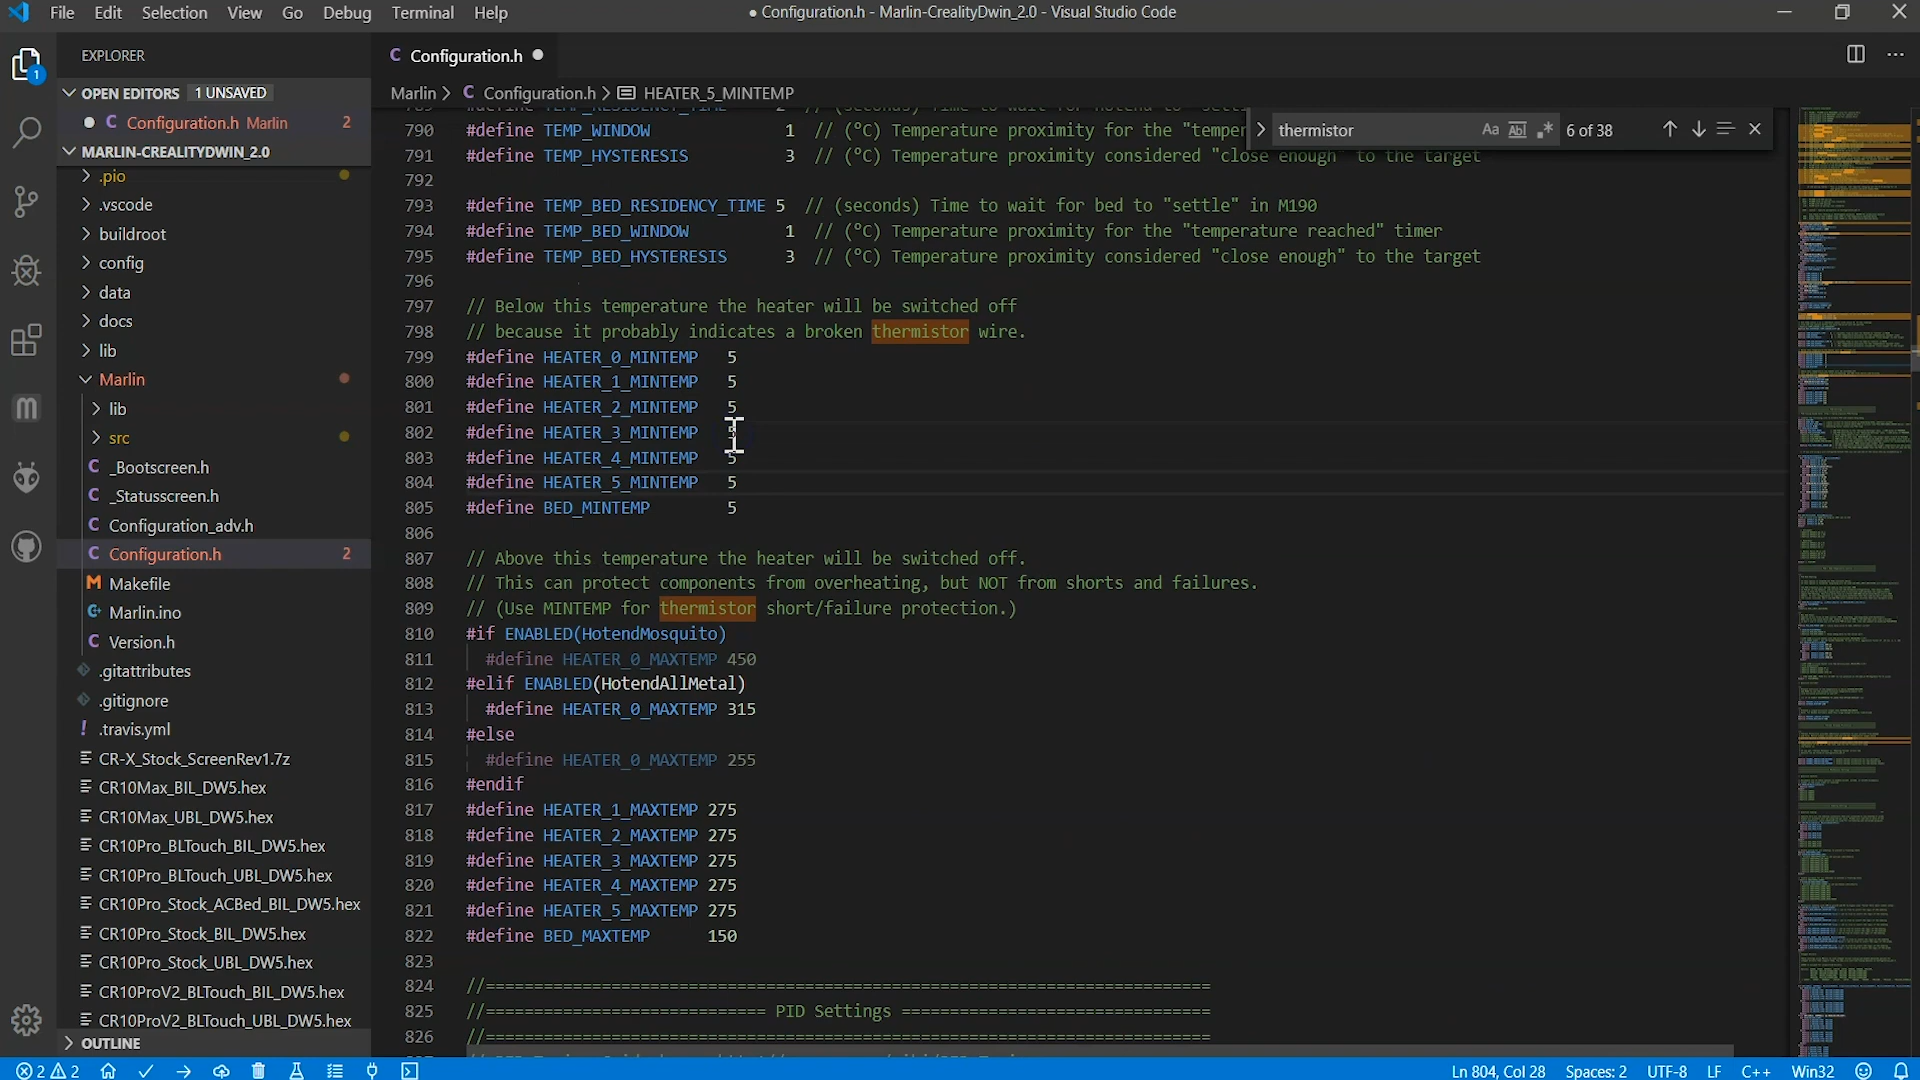 File Edit Selection View Go Debug Terminal Help
● Configuration.h - Marlin-CrealityDwin_2.0 - Visual Studio Code
EXPLORER
C Configuration.h ●
OPEN EDITORS 1 UNSAVED
● C Configuration.h Marlin 2
MARLIN-CREALITYDWIN_2.0
.pio
.vscode
buildroot
config
data
docs
lib
Marlin
lib
src
C _Bootscreen.h
C _Statusscreen.h
C Configuration_adv.h
C Configuration.h 2
M Makefile
Marlin.ino
C Version.h
.gitattributes
.gitignore
! .travis.yml
CR-X_Stock_ScreenRev1.7z
CR10Max_BIL_DW5.hex
CR10Max_UBL_DW5.hex
CR10Pro_BLTouch_BIL_DW5.hex
CR10Pro_BLTouch_UBL_DW5.hex
CR10Pro_Stock_ACBed_BIL_DW5.hex
CR10Pro_Stock_BIL_DW5.hex
CR10Pro_Stock_UBL_DW5.hex
CR10ProV2_BLTouch_BIL_DW5.hex
CR10ProV2_BLTouch_UBL_DW5.hex
OUTLINE
Marlin > C Configuration.h > HEATER_5_MINTEMP
thermistor Aa Abl .* 6 of 38
790 #define TEMP_WINDOW 1 // (°C) Temperature proximity for the "temper
791 #define TEMP_HYSTERESIS 3 // (°C) Temperature proximity considered "close enough" to the target
792
793 #define TEMP_BED_RESIDENCY_TIME 5 // (seconds) Time to wait for bed to "settle" in M190
794 #define TEMP_BED_WINDOW 1 // (°C) Temperature proximity for the "temperature reached" timer
795 #define TEMP_BED_HYSTERESIS 3 // (°C) Temperature proximity considered "close enough" to the target
796
797 // Below this temperature the heater will be switched off
798 // because it probably indicates a broken thermistor wire.
799 #define HEATER_0_MINTEMP 5
800 #define HEATER_1_MINTEMP 5
801 #define HEATER_2_MINTEMP 5
802 #define HEATER_3_MINTEMP 5
803 #define HEATER_4_MINTEMP 5
804 #define HEATER_5_MINTEMP 5
805 #define BED_MINTEMP 5
806
807 // Above this temperature the heater will be switched off.
808 // This can protect components from overheating, but NOT from shorts and failures.
809 // (Use MINTEMP for thermistor short/failure protection.)
810 #if ENABLED(HotendMosquito)
811 #define HEATER_0_MAXTEMP 450
812 #elif ENABLED(HotendAllMetal)
813 #define HEATER_0_MAXTEMP 315
814 #else
815 #define HEATER_0_MAXTEMP 255
816 #endif
817 #define HEATER_1_MAXTEMP 275
818 #define HEATER_2_MAXTEMP 275
819 #define HEATER_3_MAXTEMP 275
820 #define HEATER_4_MAXTEMP 275
821 #define HEATER_5_MAXTEMP 275
822 #define BED_MAXTEMP 150
823
824 //===========================================================================
825 //============================= PID Settings ================================
826 //===========================================================================
2 2
Ln 804, Col 28 Spaces: 2 UTF-8 LF C++ Win32